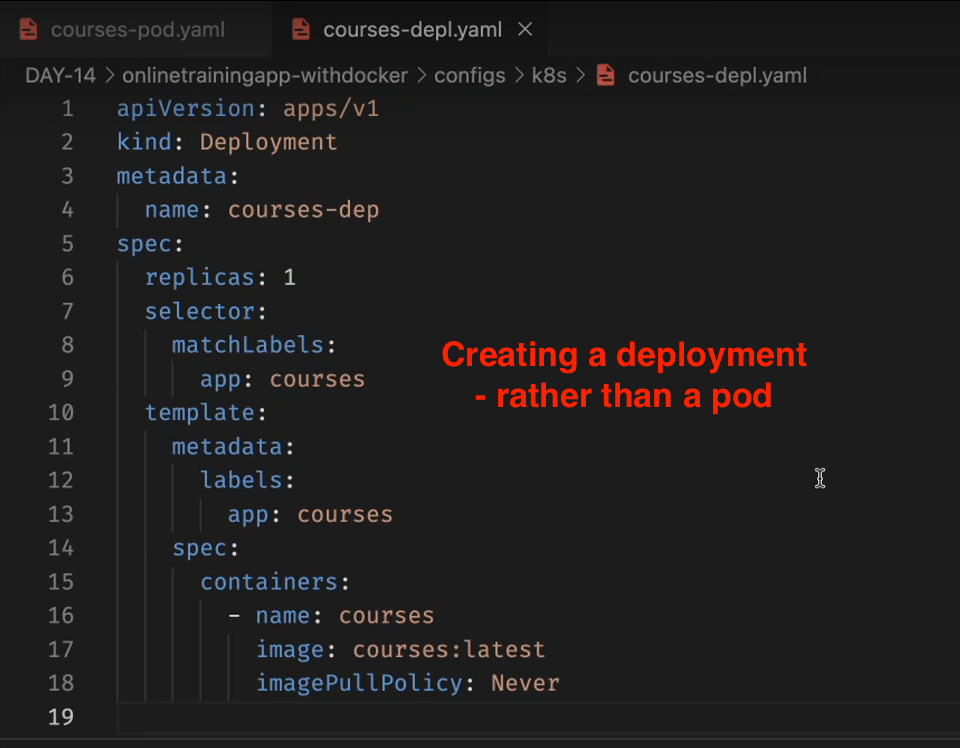 courses-pod.yaml courses-depl.yaml ×
DAY-14 > onlinetrainingapp-withdocker > configs > k8s > courses-depl.yaml
1 apiVersion: apps/v1
2 kind: Deployment
3 metadata:
4   name: courses-dep
5 spec:
6   replicas: 1
7   selector:
8     matchLabels:
9       app: courses
10   template:
11     metadata:
12       labels:
13         app: courses
14     spec:
15       containers:
16         - name: courses
17           image: courses:latest
18           imagePullPolicy: Never
19
Creating a deployment
- rather than a pod